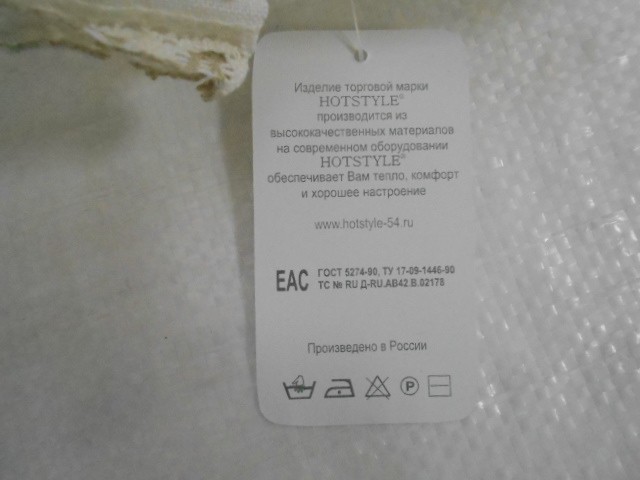 Изделие торговой марки
HOTSTYLE®
производится из
высококачественных материалов
на современном оборудовании
HOTSTYLE®
обеспечивает Вам тепло, комфорт
и хорошее настроение
www.hotstyle-54.ru
EAC ГОСТ 5274-90, ТУ 17-09-1446-90
ТС № RU Д-RU.АВ42.В.02175
Произведено в России
P